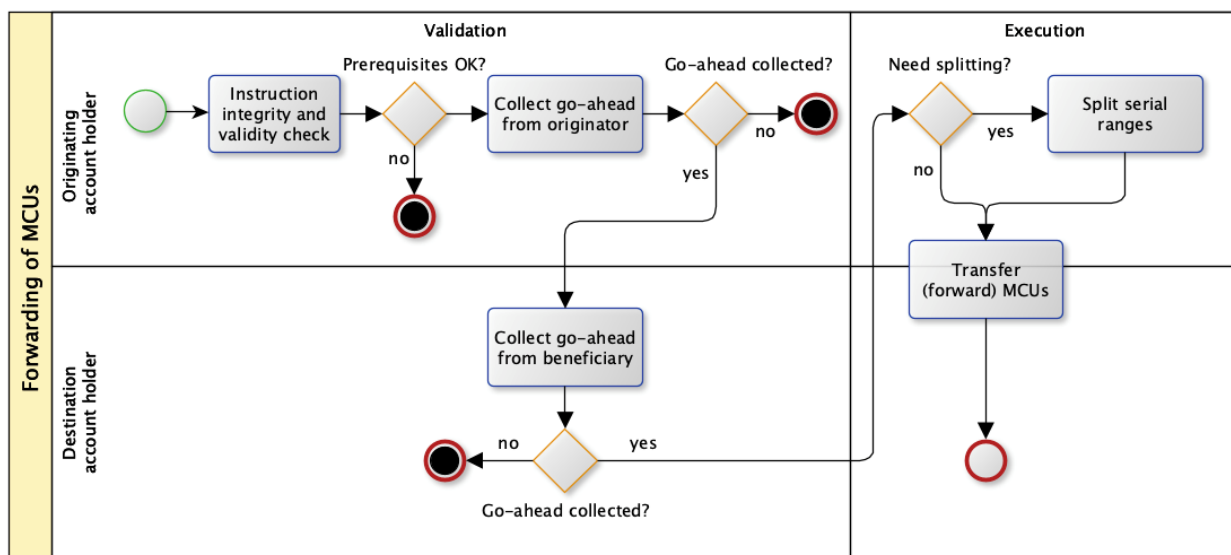 Forwarding of MCUs
Validation
Execution
Originating
account holder
Prerequisites OK?
Go-ahead collected?
Need splitting?
Instruction
integrity and
validity check
Collect go-ahead
from originator
no
Split serial
ranges
yes
no
yes
no
Transfer
(forward) MCUs
Destination
account holder
Collect go-ahead
from beneficiary
no
yes
Go-ahead collected?